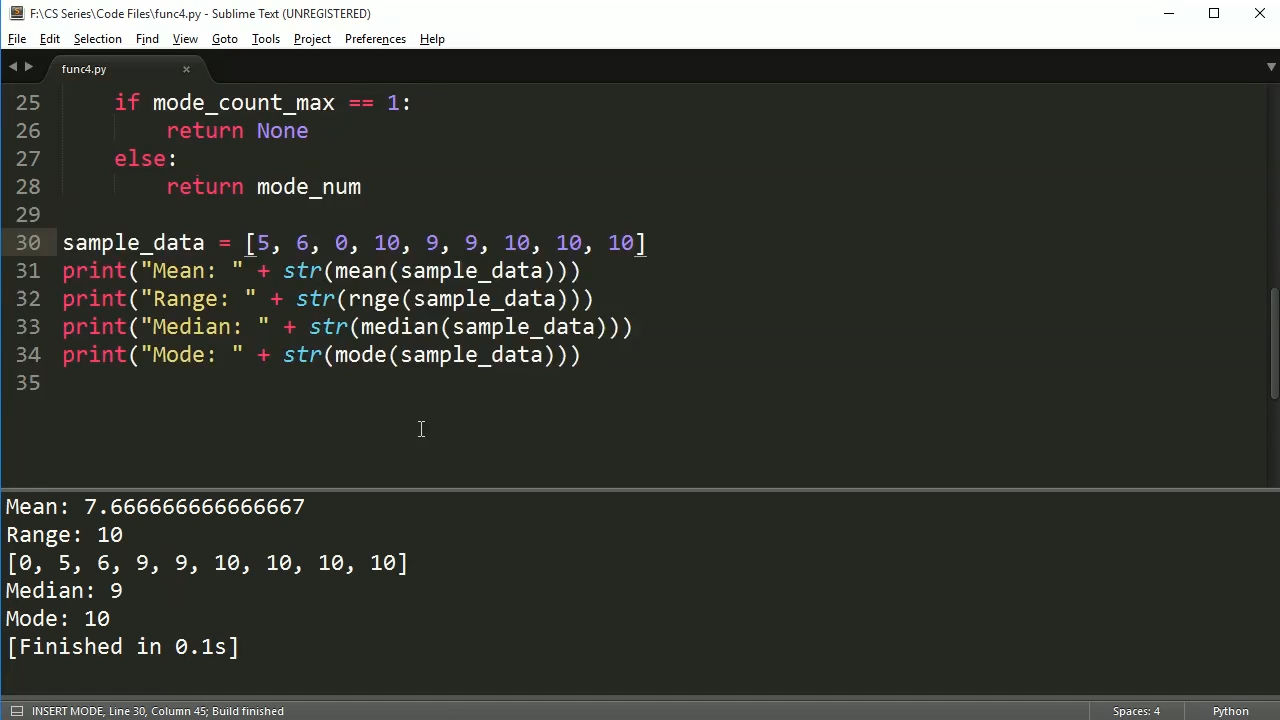 F:\CS Series\Code Files\func4.py - Sublime Text (UNREGISTERED)
File Edit Selection Find View Goto Tools Project Preferences Help
func4.py
25 if mode_count_max == 1:
26 return None
27 else:
28 return mode_num
29
30 sample_data = [5, 6, 0, 10, 9, 9, 10, 10, 10]
31 print("Mean: " + str(mean(sample_data)))
32 print("Range: " + str(rnge(sample_data)))
33 print("Median: " + str(median(sample_data)))
34 print("Mode: " + str(mode(sample_data)))
35
Mean: 7.666666666666667
Range: 10
[0, 5, 6, 9, 9, 10, 10, 10, 10]
Median: 9
Mode: 10
[Finished in 0.1s]
INSERT MODE, Line 30, Column 45; Build finished Spaces: 4 Python